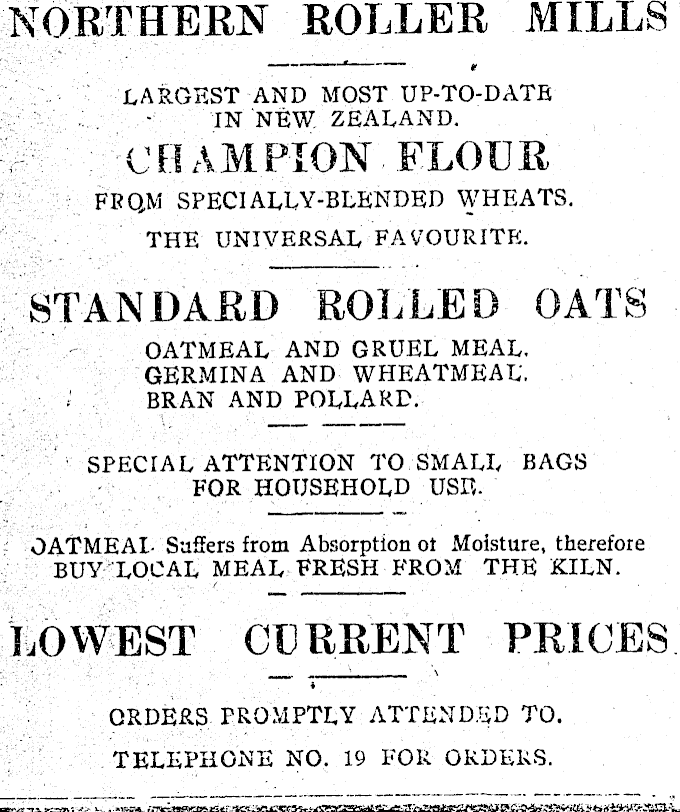 NORTHERN ROLLER MILLS
LARGEST AND MOST UP-TO-DATE
IN NEW ZEALAND.
CHAMPION FLOUR
FROM SPECIALLY-BLENDED WHEATS.
THE UNIVERSAL FAVOURITE.
STANDARD ROLLED OATS
OATMEAL AND GRUEL MEAL.
GERMINA AND WHEATMEAL.
BRAN AND POLLARD.
SPECIAL ATTENTION TO SMALL BAGS
FOR HOUSEHOLD USE.
OATMEAL Suffers from Absorption of Moisture, therefore
BUY LOCAL MEAL FRESH FROM THE KILN.
LOWEST CURRENT PRICES.
ORDERS PROMPTLY ATTENDED TO.
TELEPHONE NO. 19 FOR ORDERS.